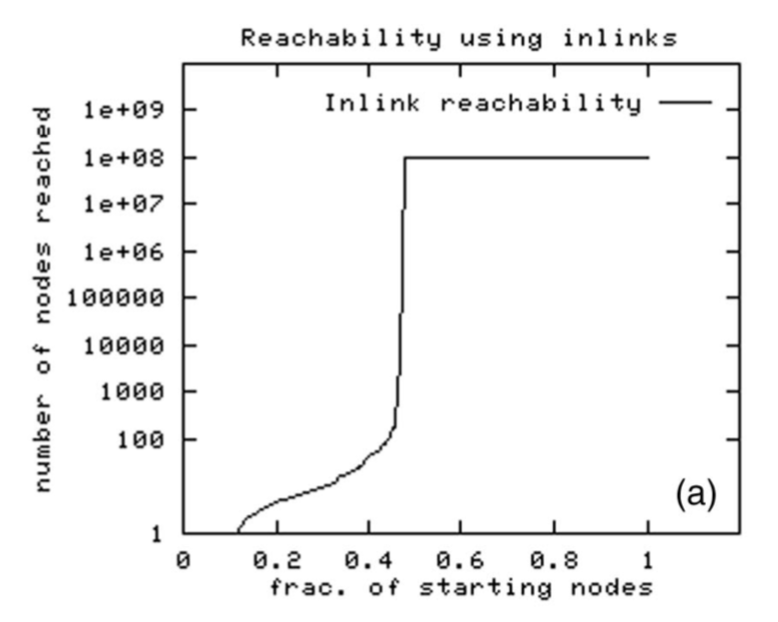 Reachability using inlinks
Inlink reachability
number of nodes reached
1e+09
1e+08
1e+07
1e+06
100000
10000
1000
100
1
(a)
0 0.2 0.4 0.6 0.8 1
frac. of starting nodes